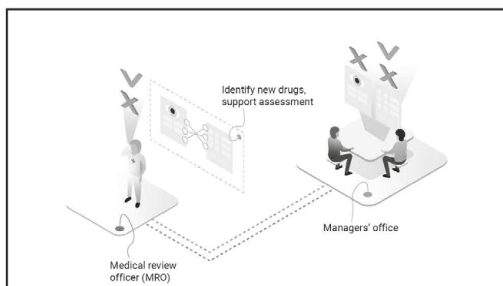 Identify new drugs,
support assessment
Managers' office
Medical review
officer (MRO)